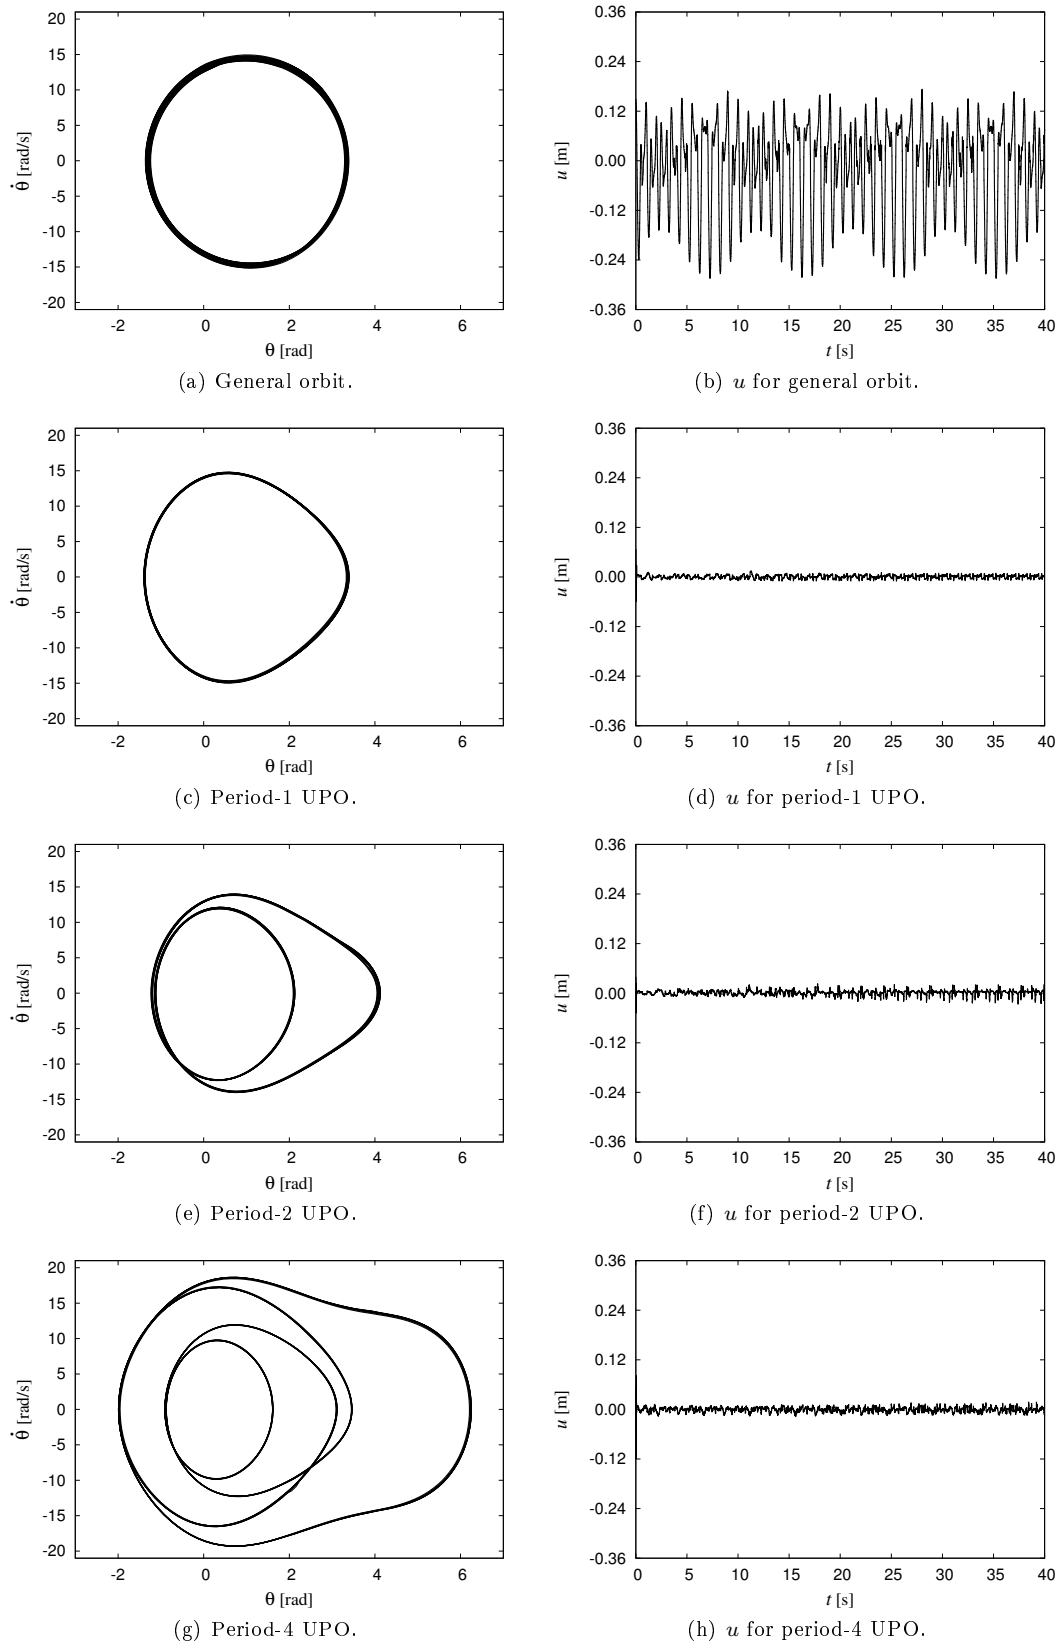 20
15
10
5
0
-5
-10
-15
-20
θ̇ [rad/s]
-2 0 2 4 6
θ [rad]
(a) General orbit.
0.36
0.24
0.12
0.00
-0.12
-0.24
-0.36
u [m]
0 5 10 15 20 25 30 35 40
t [s]
(b) u for general orbit.
20
15
10
5
0
-5
-10
-15
-20
θ̇ [rad/s]
-2 0 2 4 6
θ [rad]
(c) Period-1 UPO.
0.36
0.24
0.12
0.00
-0.12
-0.24
-0.36
u [m]
0 5 10 15 20 25 30 35 40
t [s]
(d) u for period-1 UPO.
20
15
10
5
0
-5
-10
-15
-20
θ̇ [rad/s]
-2 0 2 4 6
θ [rad]
(e) Period-2 UPO.
0.36
0.24
0.12
0.00
-0.12
-0.24
-0.36
u [m]
0 5 10 15 20 25 30 35 40
t [s]
(f) u for period-2 UPO.
20
15
10
5
0
-5
-10
-15
-20
θ̇ [rad/s]
-2 0 2 4 6
θ [rad]
(g) Period-4 UPO.
0.36
0.24
0.12
0.00
-0.12
-0.24
-0.36
u [m]
0 5 10 15 20 25 30 35 40
t [s]
(h) u for period-4 UPO.